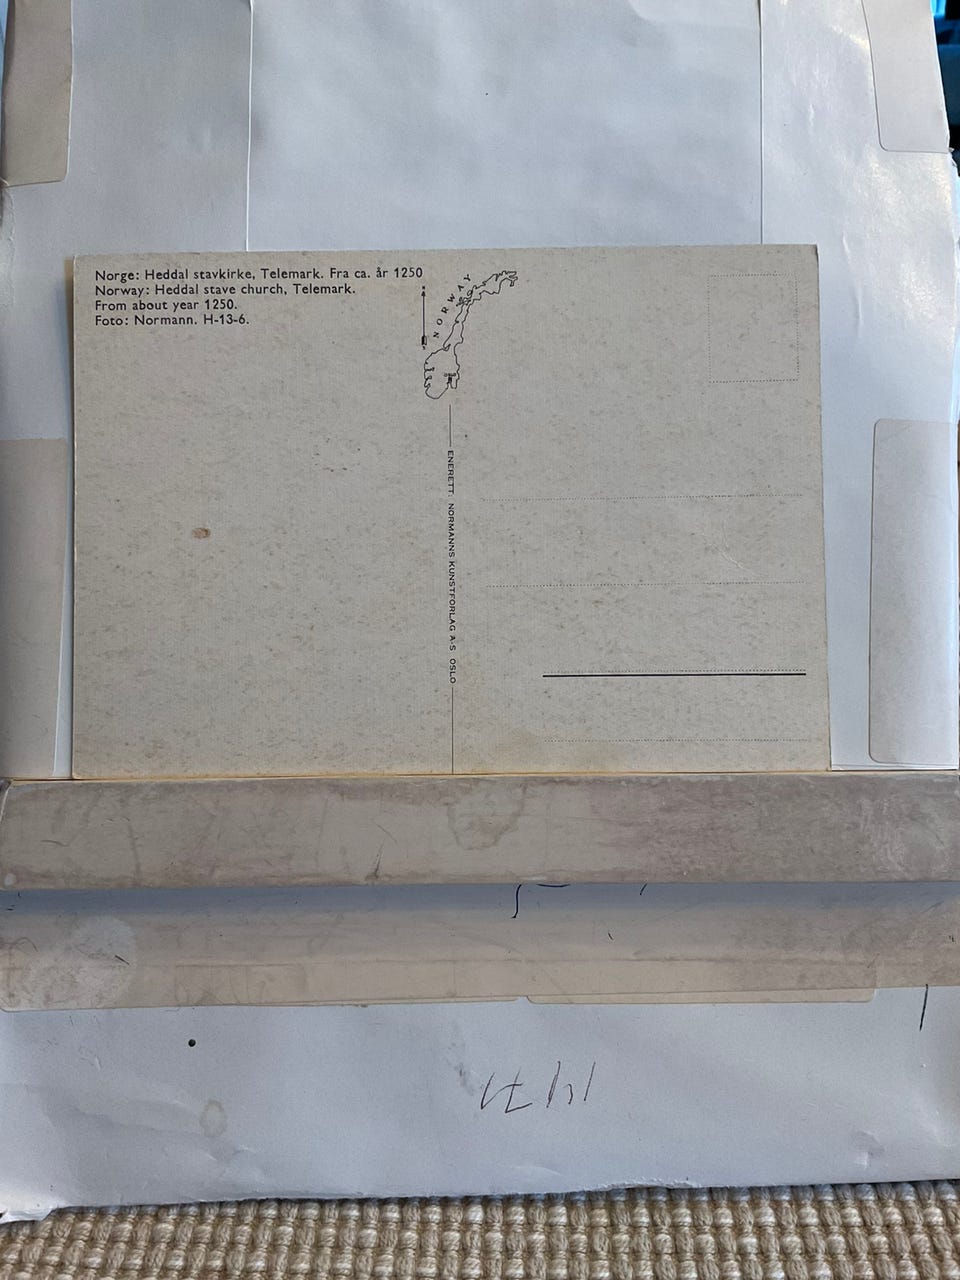 Norge: Heddal stavkirke, Telemark. Fra ca. år 1250
Norway: Heddal stave church, Telemark.
From about year 1250.
Foto: Normann. H-13-6.
NORWAY
ENERETT: NORMANNS KUNSTFORLAG A-S OSLO